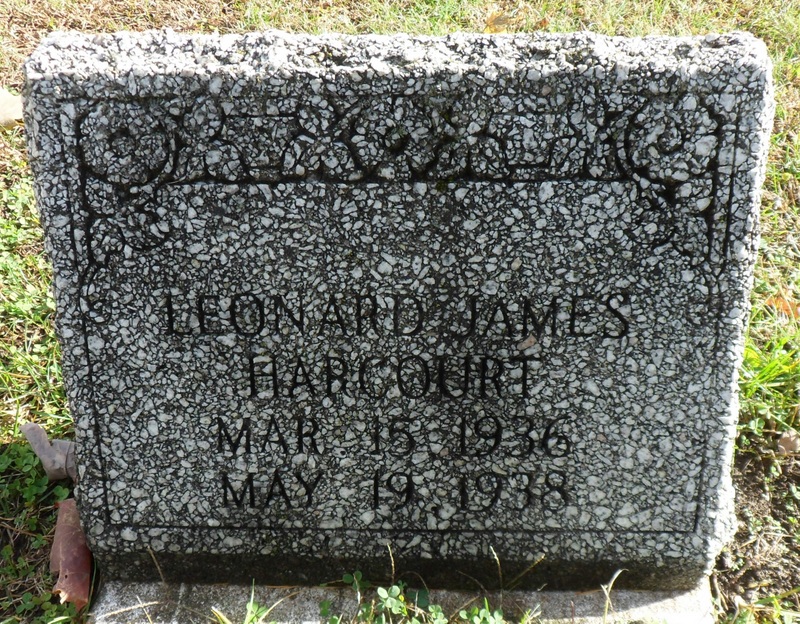 LEONARD JAMES
HARCOURT
MAR 15 1936
MAY 19 1938